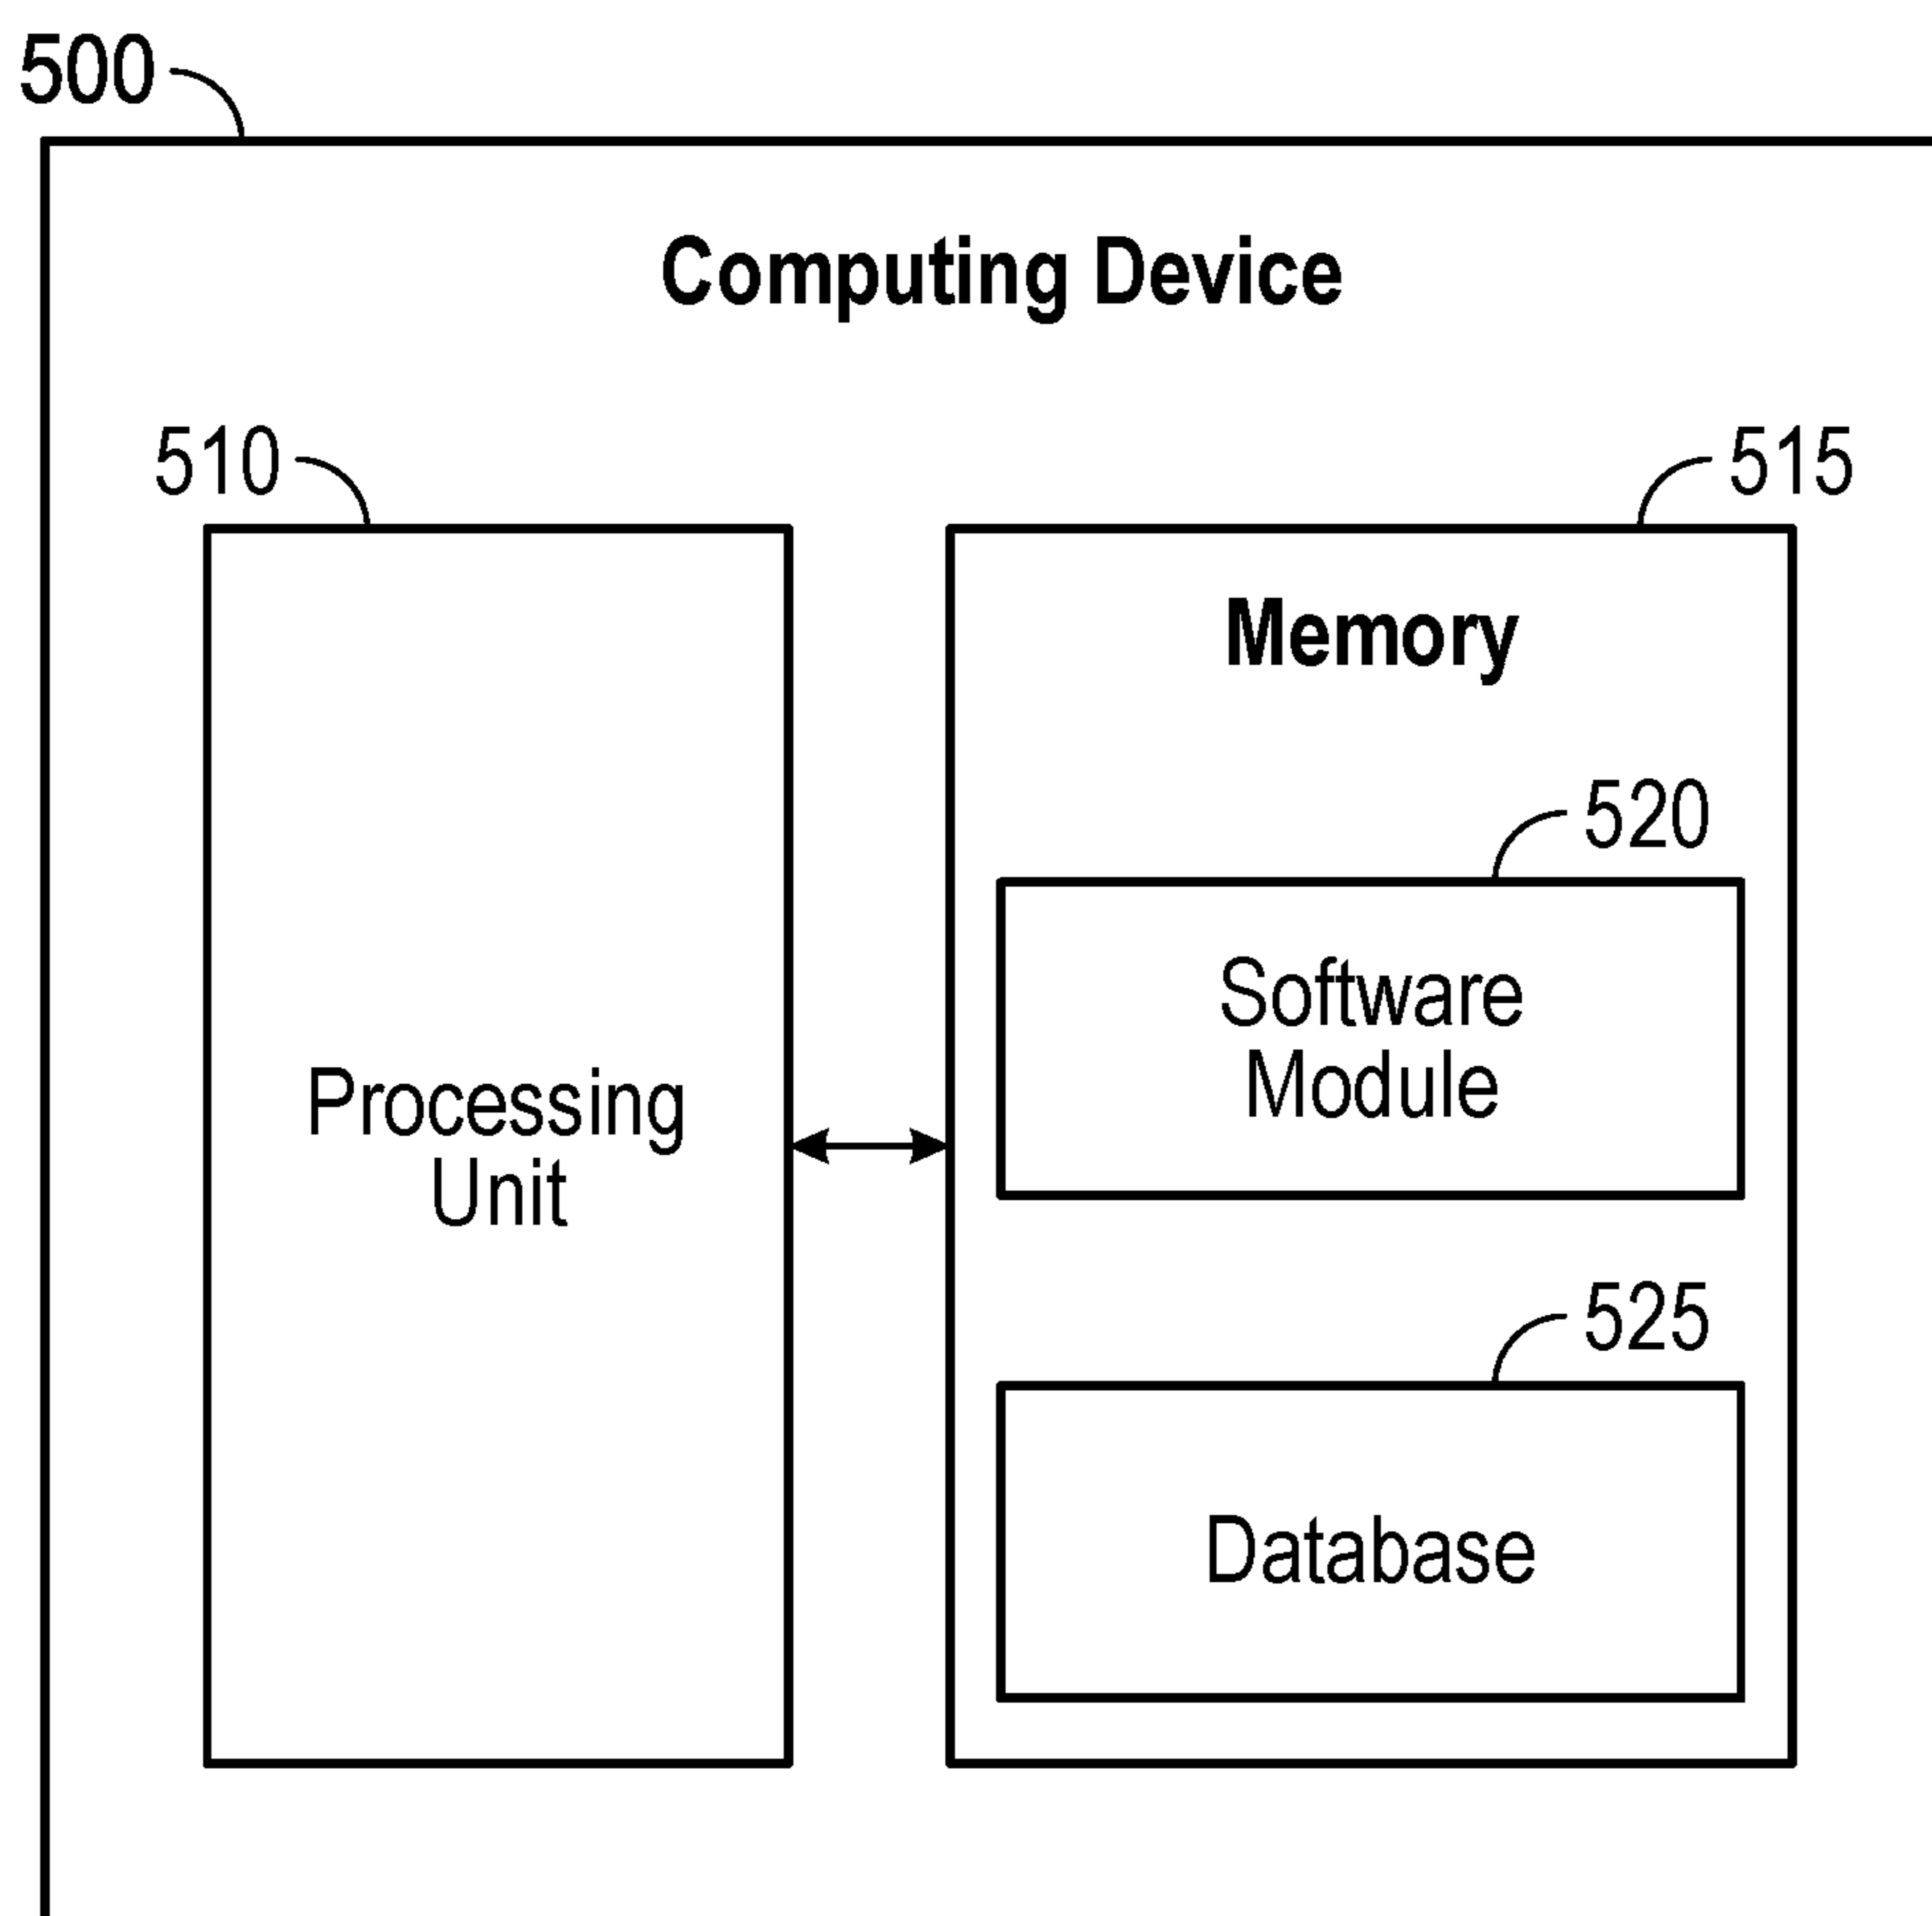 500
Computing Device
510
515
Memory
520
Software
Module
Processing
Unit
525
Database